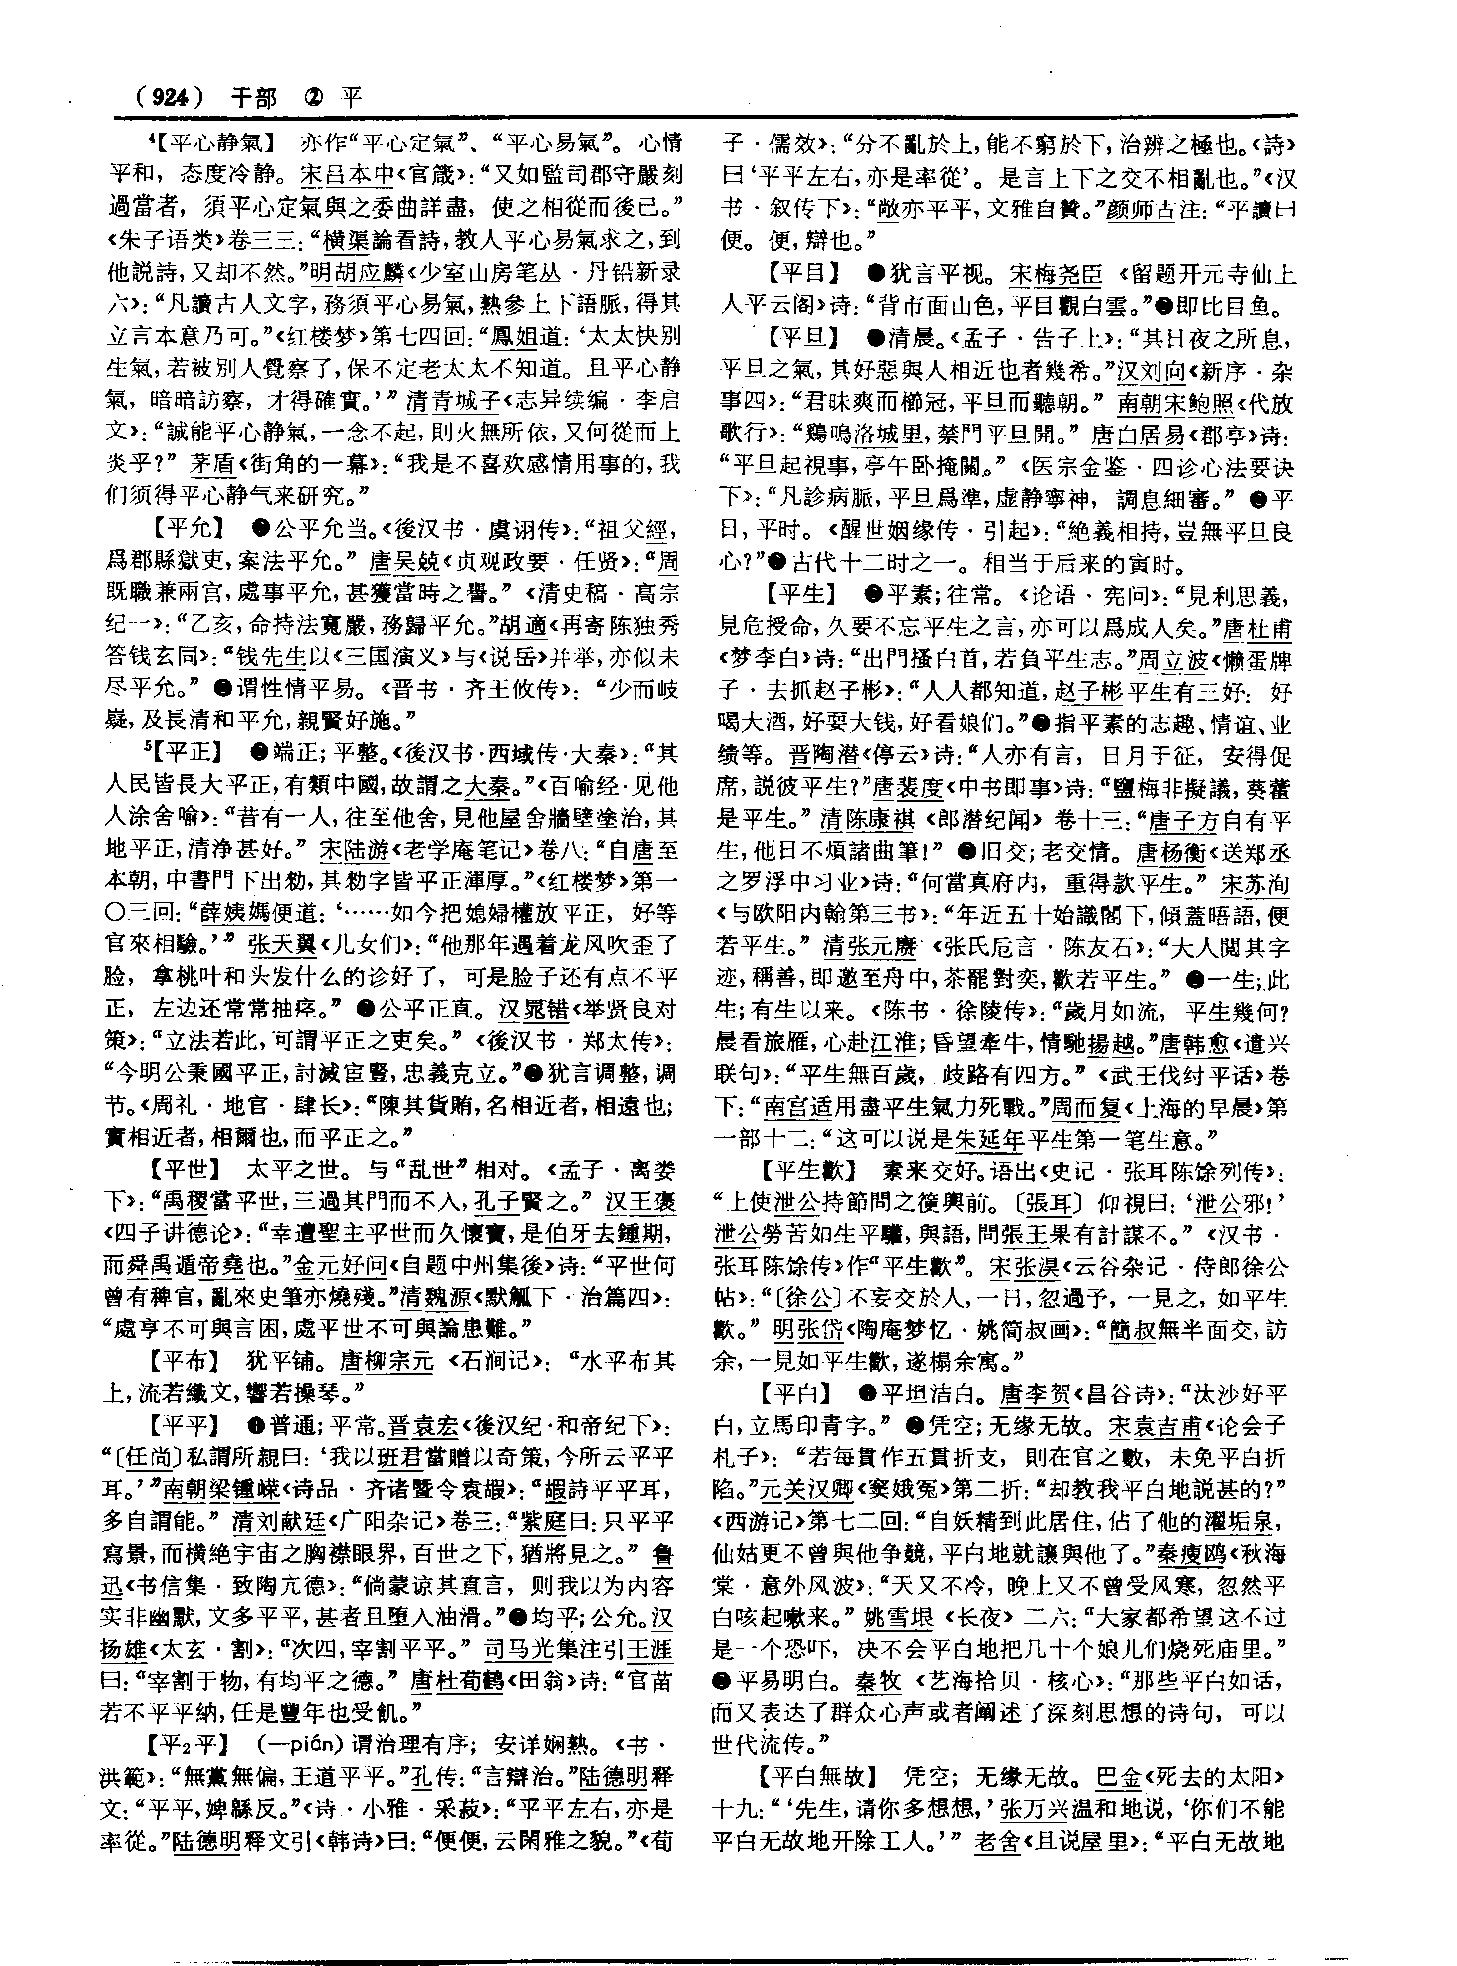 （924） 干部 ② 平
4【平心静氣】 亦作“平心定氣”、“平心易氣”。心情
平和，态度冷静。宋吕本中《官箴》：“又如監司郡守嚴刻
過當者，須平心定氣與之委曲詳盡，使之相從而後已。”
《朱子语类》卷三三：“横渠論看詩，教人平心易氣求之，到
他説詩，又却不然。”明胡应麟《少室山房笔丛·丹铅新录
六》：“凡讀古人文字，務須平心易氣，熟參上下語脈，得其
立言本意乃可。”《红楼梦》第七四回：“鳳姐道：‘太太快别
生氣，若被别人覺察了，保不定老太太不知道。且平心静
氣，暗暗訪察，才得確實。’”清青城子《志异续编·李启
文》：“誠能平心静氣，一念不起，則火無所依，又何從而上
炎乎？”茅盾《街角的一幕》：“我是不喜欢感情用事的，我
们须得平心静气来研究。”
【平允】 ❶公平允当。《後汉书·虞诩传》：“祖父經，
爲郡縣獄吏，案法平允。”唐吴兢《贞观政要·任贤》：“周
既職兼兩宫，處事平允，甚獲當時之譽。”《清史稿·高宗
纪一》：“乙亥，命持法寬嚴，務歸平允。”胡適《再寄陈独秀
答钱玄同》：“钱先生以《三国演义》与《说岳》并举，亦似未
尽平允。”❷谓性情平易。《晋书·齐王攸传》：“少而岐
嶷，及長清和平允，親賢好施。”
5【平正】 ❶端正；平整。《後汉书·西域传·大秦》：“其
人民皆長大平正，有類中國，故謂之大秦。”《百喻经·见他
人涂舍喻》：“昔有一人，往至他舍，見他屋舍牆壁塗治，其
地平正，清浄甚好。”宋陆游《老学庵笔记》卷八：“自唐至
本朝，中書門下出勑，其勑字皆平正渾厚。”《红楼梦》第一
〇三回：“薛姨媽便道：‘……如今把媳婦權放平正，好等
官來相驗。’”张天翼《儿女们》：“他那年遇着龙风吹歪了
脸，拿桃叶和头发什么的诊好了，可是脸子还有点不平
正，左边还常常抽痉。”❷公平正直。汉晁错《举贤良对
策》：“立法若此，可謂平正之吏矣。”《後汉书·郑太传》：
“今明公秉國平正，討滅宦豎，忠義克立。”❸犹言调整，调
节。《周礼·地官·肆长》：“陳其貨賄，名相近者，相遠也；
實相近者，相爾也，而平正之。”
【平世】 太平之世。与“乱世”相对。《孟子·离娄
下》：“禹稷當平世，三過其門而不入，孔子賢之。”汉王褒
《四子讲德论》：“幸遭聖主平世而久懷寶，是伯牙去鍾期，
而舜禹遁帝堯也。”金元好问《自题中州集後》诗：“平世何
曾有稗官，亂來史筆亦燒殘。”清魏源《默觚下·治篇四》：
“處亨不可與言困，處平世不可與論患難。”
【平布】 犹平铺。唐柳宗元《石涧记》：“水平布其
上，流若織文，響若操琴。”
【平平】 ❶普通；平常。晋袁宏《後汉纪·和帝纪下》：
“〔任尚〕私謂所親曰：‘我以班君當贈以奇策，今所云平平
耳。’”南朝梁锺嵘《诗品·齐诸暨令袁嘏》：“嘏詩平平耳，
多自謂能。”清刘献廷《广阳杂记》卷三：“紫庭曰：只平平
寫景，而横绝宇宙之胸襟眼界，百世之下，猶將見之。”鲁
迅《书信集·致陶亢德》：“倘蒙谅其直言，则我以为内容
实非幽默，文多平平，甚者且堕入油滑。”❷均平；公允。汉
扬雄《太玄·割》：“次四，宰割平平。”司马光集注引王涯
曰：“宰割于物，有均平之德。”唐杜荀鹤《田翁》诗：“官苗
若不平平纳，任是豐年也受飢。”
【平2平】 （—pián）谓治理有序；安详娴熟。《书·
洪範》：“無黨無偏，王道平平。”孔传：“言辯治。”陆德明释
文：“平平，婢緜反。”《诗·小雅·采菽》：“平平左右，亦是
率從。”陆德明释文引《韩诗》曰：“便便，云閑雅之貌。”《荀
子·儒效》：“分不亂於上，能不窮於下，治辨之極也。《詩》
曰‘平平左右，亦是率從’。是言上下之交不相亂也。”《汉
书·叙传下》：“敞亦平平，文雅自贊。”颜师古注：“平讀曰
便。便，辯也。”
【平目】 ❶犹言平视。宋梅尧臣《留题开元寺仙上
人平云阁》诗：“背市面山色，平目觀白雲。”❷即比目鱼。
【平旦】 ❶清晨。《孟子·告子上》：“其日夜之所息，
平旦之氣，其好惡與人相近也者幾希。”汉刘向《新序·杂
事四》：“君昧爽而櫛冠，平旦而聽朝。”南朝宋鲍照《代放
歌行》：“鷄鳴洛城里，禁門平旦開。”唐白居易《郡亭》诗：
“平旦起視事，亭午卧掩關。”《医宗金鉴·四诊心法要诀
下》：“凡診病脈，平旦爲準，虚静寧神，調息細審。”❷平
日，平时。《醒世姻缘传·引起》：“絶義相持，豈無平旦良
心？”❸古代十二时之一。相当于后来的寅时。
【平生】 ❶平素；往常。《论语·宪问》：“見利思義，
見危授命，久要不忘平生之言，亦可以爲成人矣。”唐杜甫
《梦李白》诗：“出門搔白首，若負平生志。”周立波《懒蛋牌
子·去抓赵子彬》：“人人都知道，赵子彬平生有三好：好
喝大酒，好耍大钱，好看娘们。”❷指平素的志趣、情谊、业
绩等。晋陶潜《停云》诗：“人亦有言，日月于征，安得促
席，説彼平生？”唐裴度《中书即事》诗：“鹽梅非擬議，葵藿
是平生。”清陈康祺《郎潜纪闻》卷十三：“唐子方自有平
生，他日不煩諸曲筆！”❸旧交；老交情。唐杨衡《送郑丞
之罗浮中习业》诗：“何當真府内，重得款平生。”宋苏洵
《与欧阳内翰第三书》：“年近五十始識閣下，傾蓋晤語，便
若平生。”清张元赓《张氏卮言·陈友石》：“大人閲其字
迹，稱善，即邀至舟中，茶罷對奕，歡若平生。”❹一生；此
生；有生以来。《陈书·徐陵传》：“歲月如流，平生幾何？
晨看旅雁，心赴江淮；昏望牽牛，情馳揚越。”唐韩愈《遣兴
联句》：“平生無百歲，歧路有四方。”《武王伐纣平话》卷
下：“南宫适用盡平生氣力死戰。”周而复《上海的早晨》第
一部十二：“这可以说是朱延年平生第一笔生意。”
【平生歡】 素来交好。语出《史记·张耳陈馀列传》：
“上使泄公持節問之箯輿前。〔張耳〕仰視曰：‘泄公邪！’
泄公勞苦如生平驩，與語，問張王果有計謀不。”《汉书·
张耳陈馀传》作“平生歡”。宋张淏《云谷杂记·侍郎徐公
帖》：“〔徐公〕不妄交於人，一日，忽過予，一見之，如平生
歡。”明张岱《陶庵梦忆·姚简叔画》：“簡叔無半面交，訪
余，一見如平生歡，遂榻余寓。”
【平白】 ❶平坦洁白。唐李贺《昌谷诗》：“汰沙好平
白，立馬印青字。”❷凭空；无缘无故。宋袁吉甫《论会子
札子》：“若每貫作五貫折支，則在官之數，未免平白折
陷。”元关汉卿《窦娥冤》第二折：“却教我平白地説甚的？”
《西游记》第七二回：“自妖精到此居住，佔了他的濯垢泉，
仙姑更不曾與他争競，平白地就讓與他了。”秦瘦鸥《秋海
棠·意外风波》：“天又不冷，晚上又不曾受风寒，忽然平
白咳起嗽来。”姚雪垠《长夜》二六：“大家都希望这不过
是一个恐吓，决不会平白地把几十个娘儿们烧死庙里。”
❸平易明白。秦牧《艺海拾贝·核心》：“那些平白如话，
而又表达了群众心声或者阐述了深刻思想的诗句，可以
世代流传。”
【平白無故】 凭空；无缘无故。巴金《死去的太阳》
十九：“‘先生，请你多想想，’张万兴温和地说，‘你们不能
平白无故地开除工人。’”老舍《且说屋里》：“平白无故地